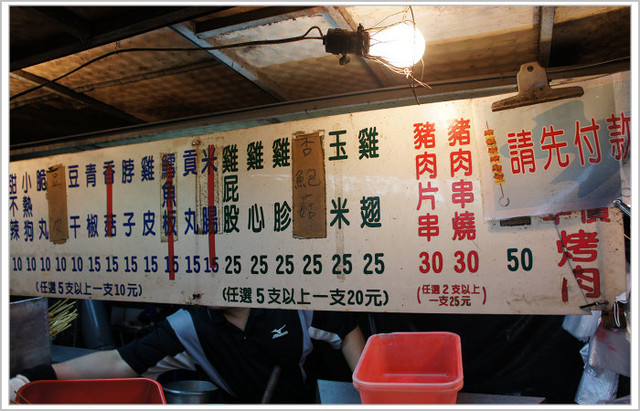 甜不辣 10
小熱狗 10
脆丸 10
豆 10
豆干 10
青椒 15
香菇 15
脖子 15
雞皮 15
鱈魚板 15
貢丸 15
米腸 15
(任選5支以上一支10元)
雞屁股 25
雞心 25
雞胗 25
杏鮑菇 25
玉米 25
雞翅 25
(任選5支以上一支20元)
豬肉片串 30
豬肉串燒 30
(任選2支以上一支25元)
50
請先付款
烤肉